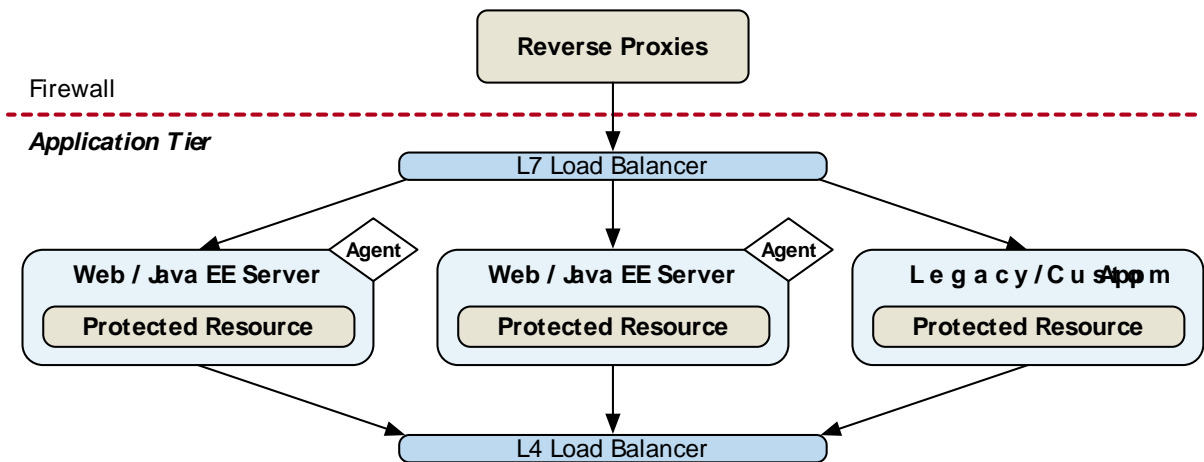 Reverse Proxies
Firewall
Application Tier
L7 Load Balancer
Agent
Agent
Web / Java EE Server
Web / Java EE Server
Legacy/Custom App
Protected Resource
Protected Resource
Protected Resource
L4 Load Balancer